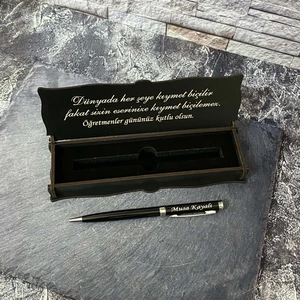 Dünyada her şeye kıymet biçilir
fakat sizin eserinize kıymet biçilemez.
Öğretmenler gününüz kutlu olsun.
Musa Kayalı